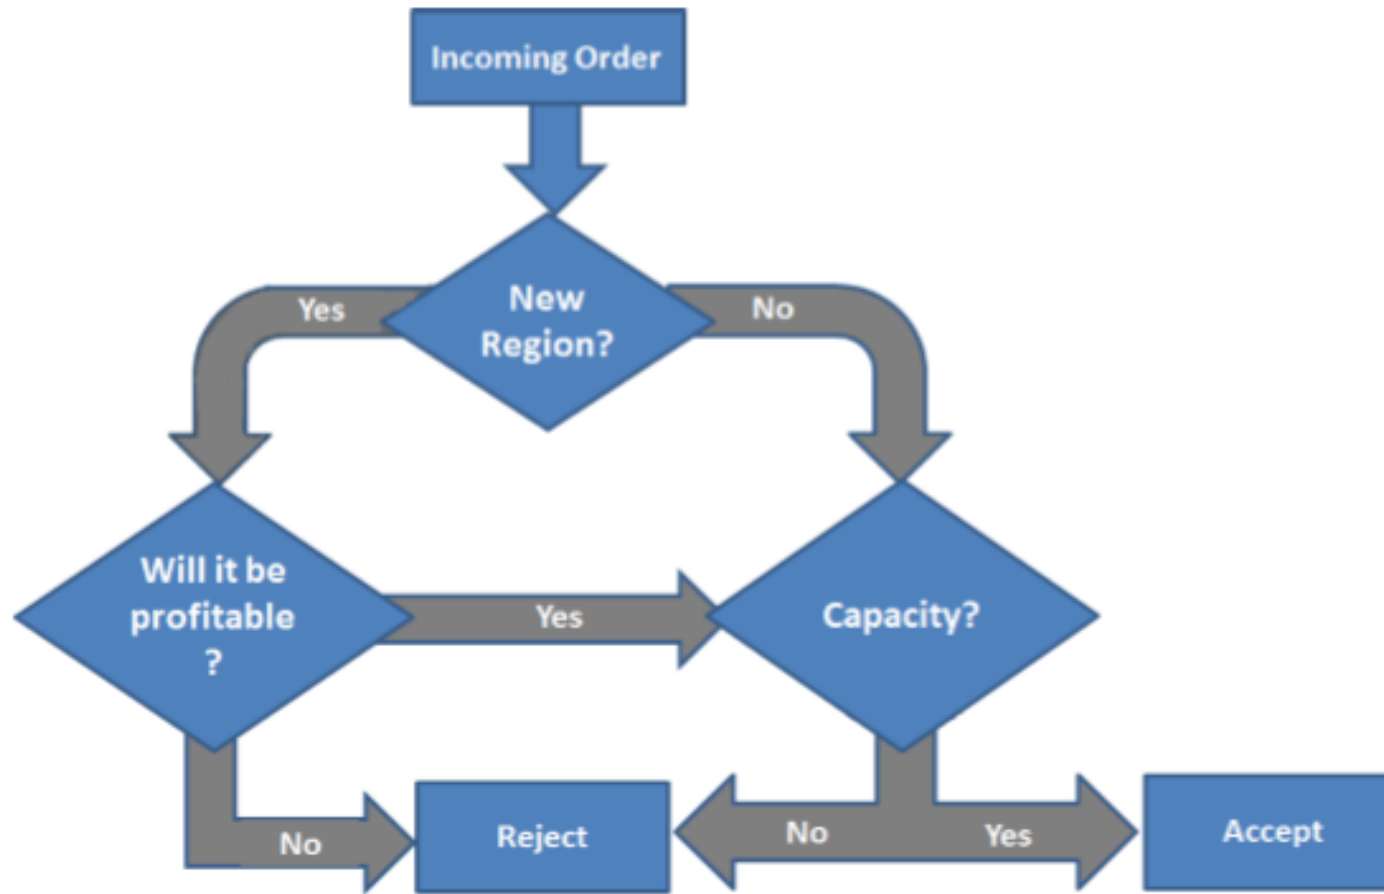 Incoming Order
Yes
New
Region?
No
Will it be
profitable
?
Yes
Capacity?
No
Reject
No
Yes
Accept